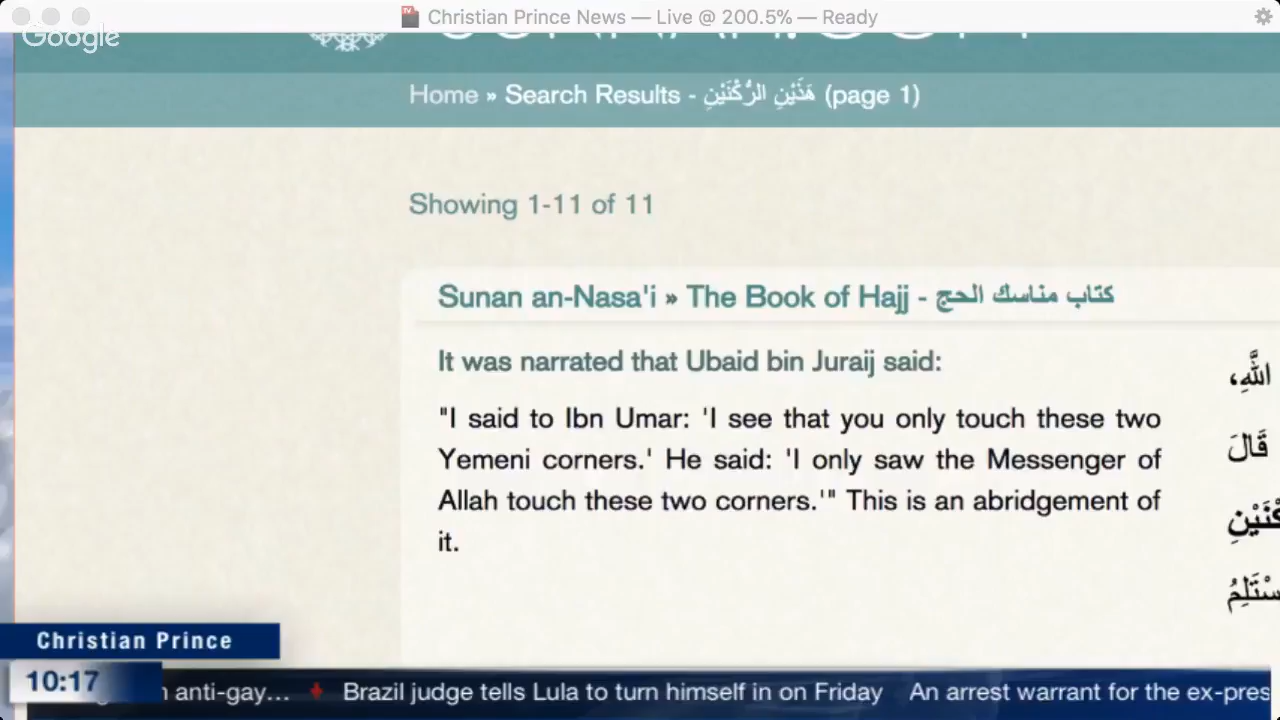 Christian Prince News — Live @ 200.5% — Ready
Google
Home » Search Results - هَذَيْنِ الرُّكْنَيْنِ (page 1)
Showing 1-11 of 11
Sunan an-Nasa'i » The Book of Hajj - كتاب مناسك الحج
It was narrated that Ubaid bin Juraij said:
"I said to Ibn Umar: 'I see that you only touch these two
Yemeni corners.' He said: 'I only saw the Messenger of
Allah touch these two corners.'" This is an abridgement of
it.
اللَّهِ،
قَالَ
Christian Prince
10:17
anti-gay... Brazil judge tells Lula to turn himself in on Friday An arrest warrant for the ex-pres